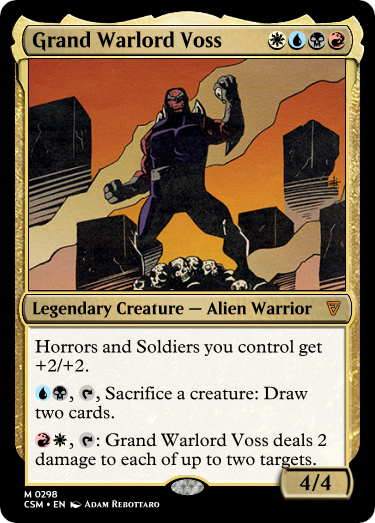 Grand Warlord Voss
Legendary Creature — Alien Warrior
Horrors and Soldiers you control get
+2/+2.
, , Sacrifice a creature: Draw
two cards.
, : Grand Warlord Voss deals 2
damage to each of up to two targets.
4/4
M 0298
CSM • EN Adam Rebottaro